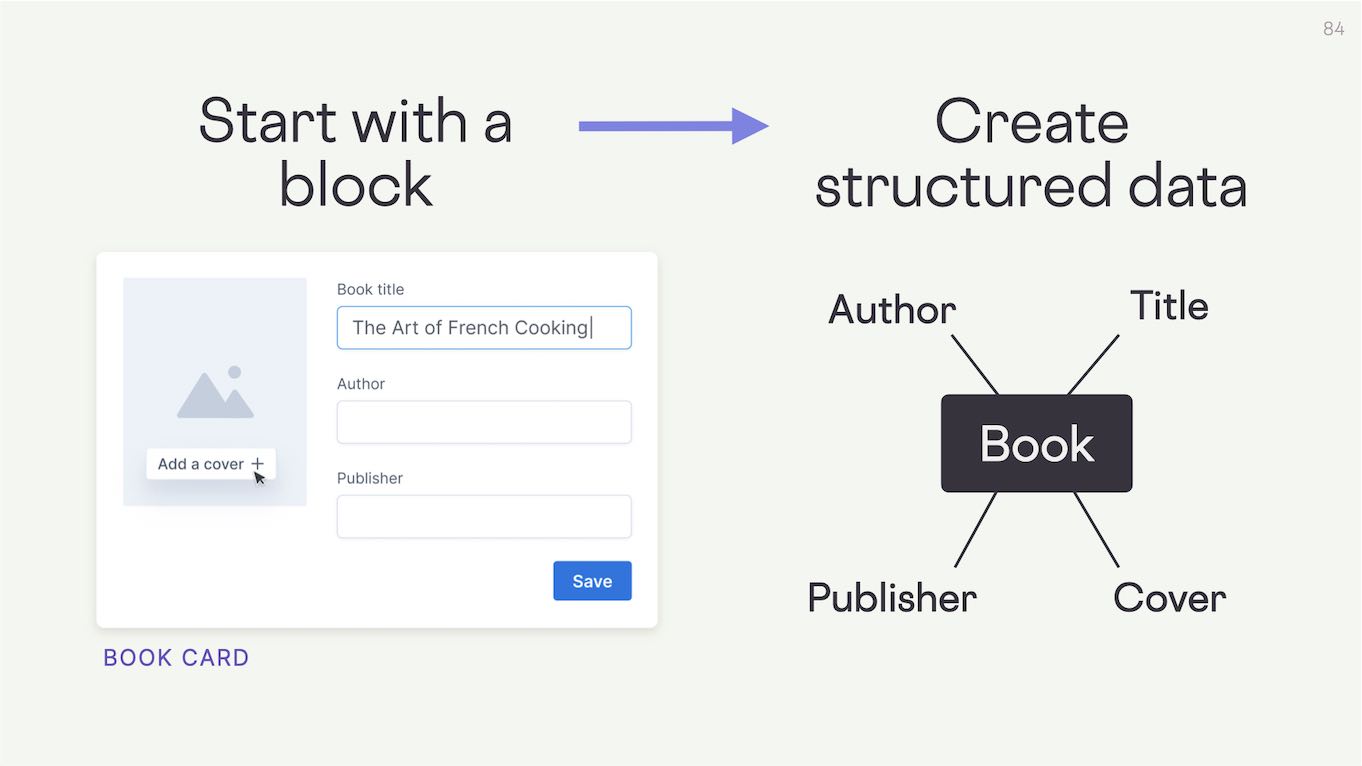 84
Start with a
block
Create
structured data
Book title
The Art of French Cooking
Author
Publisher
Add a cover +
Save
BOOK CARD
Author
Title
Book
Publisher
Cover